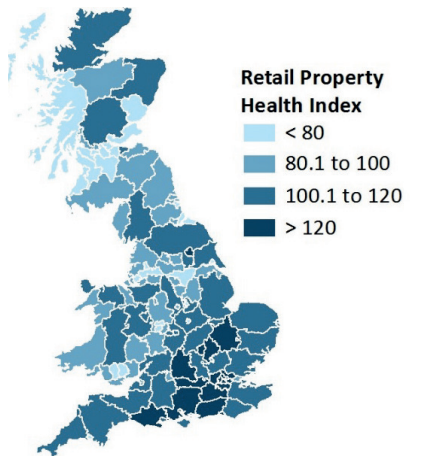 Retail Property
Health Index
< 80
80.1 to 100
100.1 to 120
> 120